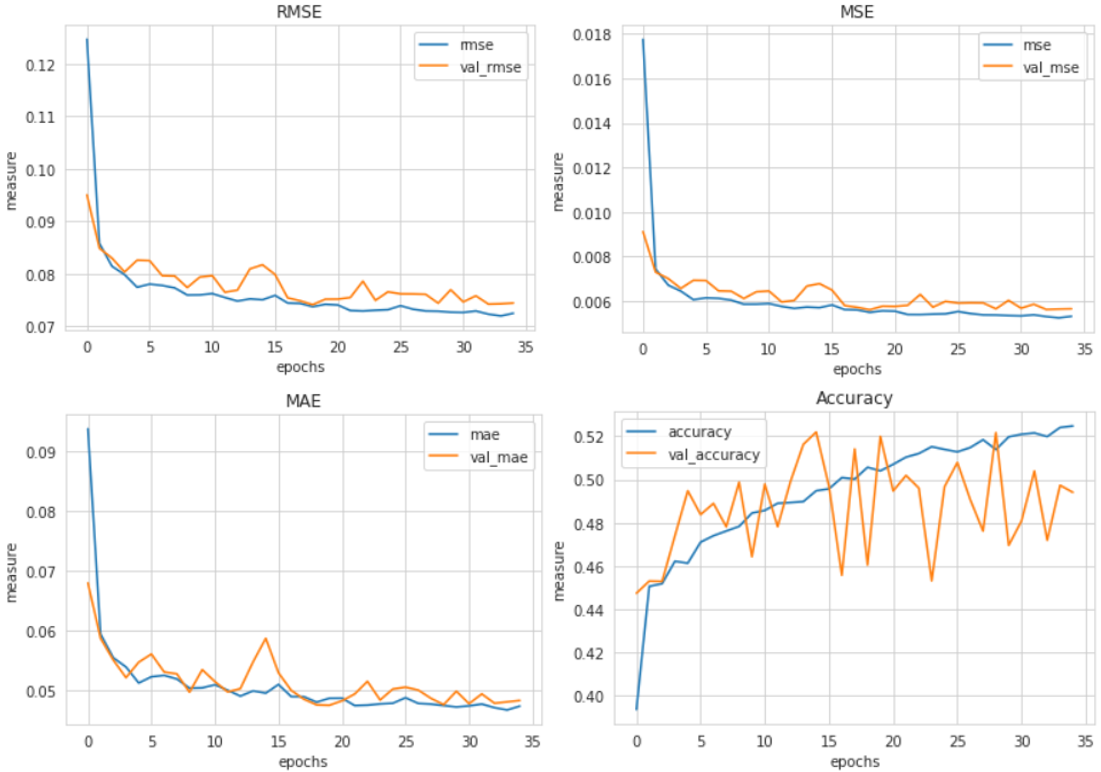 RMSE
measure
0.12
0.11
0.10
0.09
0.08
0.07
rmse
val_rmse
0 5 10 15 20 25 30 35
epochs
MSE
measure
0.018
0.016
0.014
0.012
0.010
0.008
0.006
mse
val_mse
0 5 10 15 20 25 30 35
epochs
MAE
measure
0.09
0.08
0.07
0.06
0.05
mae
val_mae
0 5 10 15 20 25 30 35
epochs
Accuracy
measure
0.52
0.50
0.48
0.46
0.44
0.42
0.40
accuracy
val_accuracy
0 5 10 15 20 25 30 35
epochs